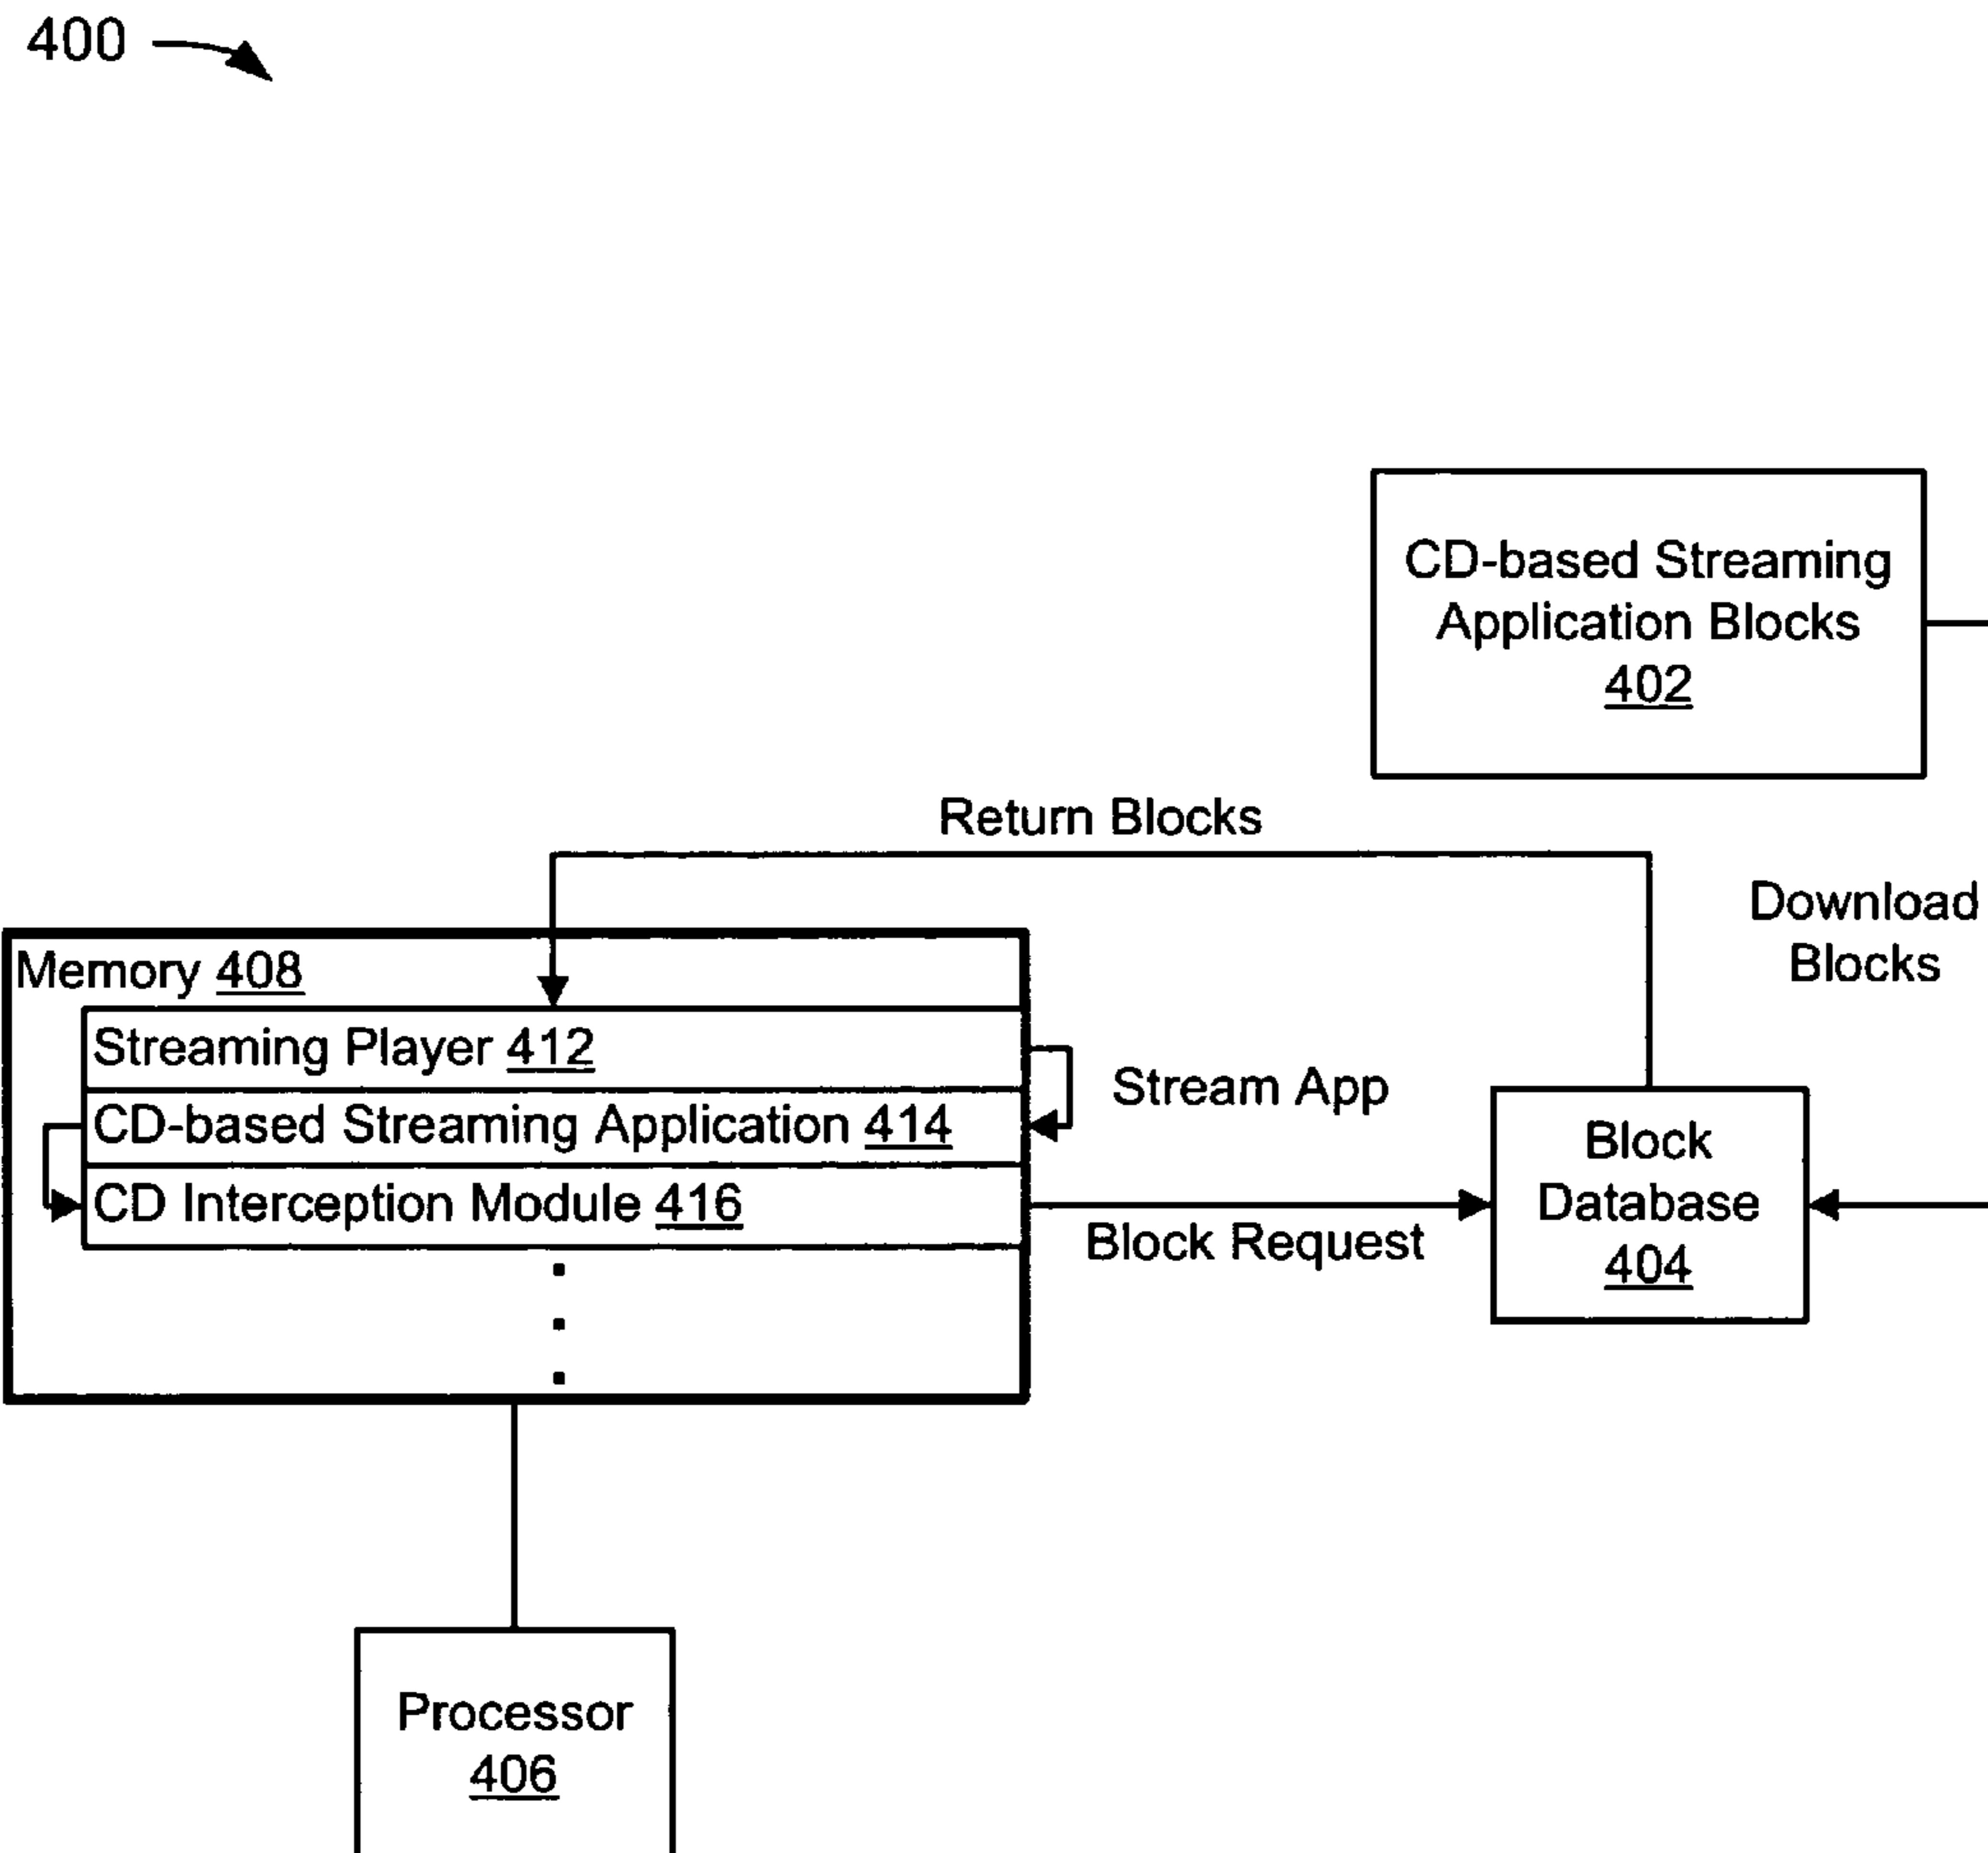 400
CD-based Streaming
Application Blocks
402
Return Blocks
Download
Blocks
Memory 408
Streaming Player 412
CD-based Streaming Application 414
CD Interception Module 416
Stream App
Block Request
Block
Database
404
Processor
406